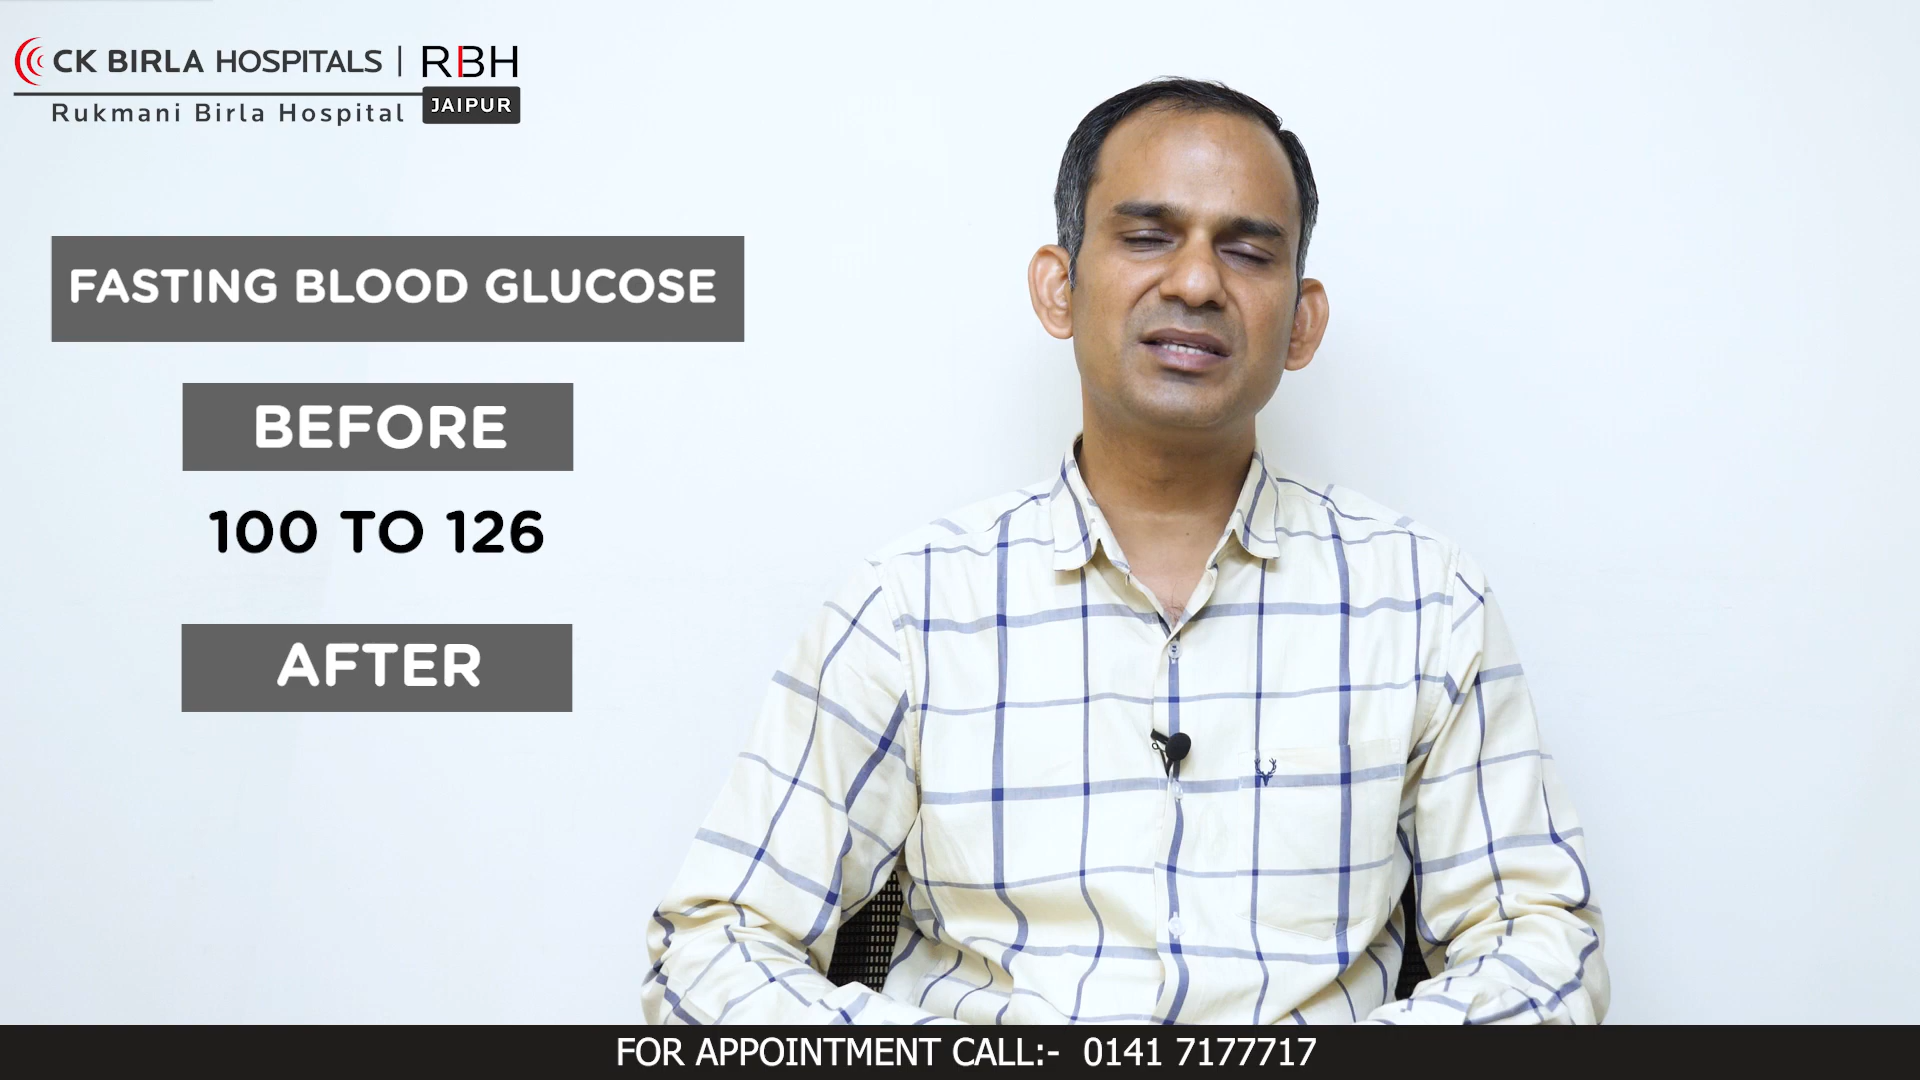 CK BIRLA HOSPITALS | RBH
Rukmani Birla Hospital JAIPUR
FASTING BLOOD GLUCOSE
BEFORE
100 TO 126
AFTER
FOR APPOINTMENT CALL:- 0141 7177717